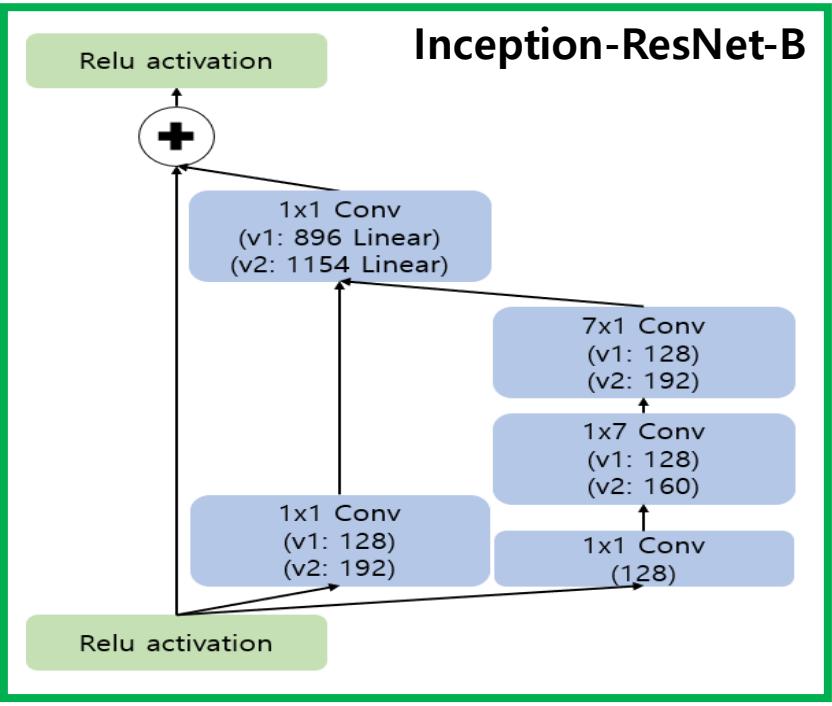 Inception-ResNet-B
Relu activation
1x1 Conv
(v1: 896 Linear)
(v2: 1154 Linear)
7x1 Conv
(v1: 128)
(v2: 192)
1x7 Conv
(v1: 128)
(v2: 160)
1x1 Conv
(v1: 128)
(v2: 192)
1x1 Conv
(128)
Relu activation